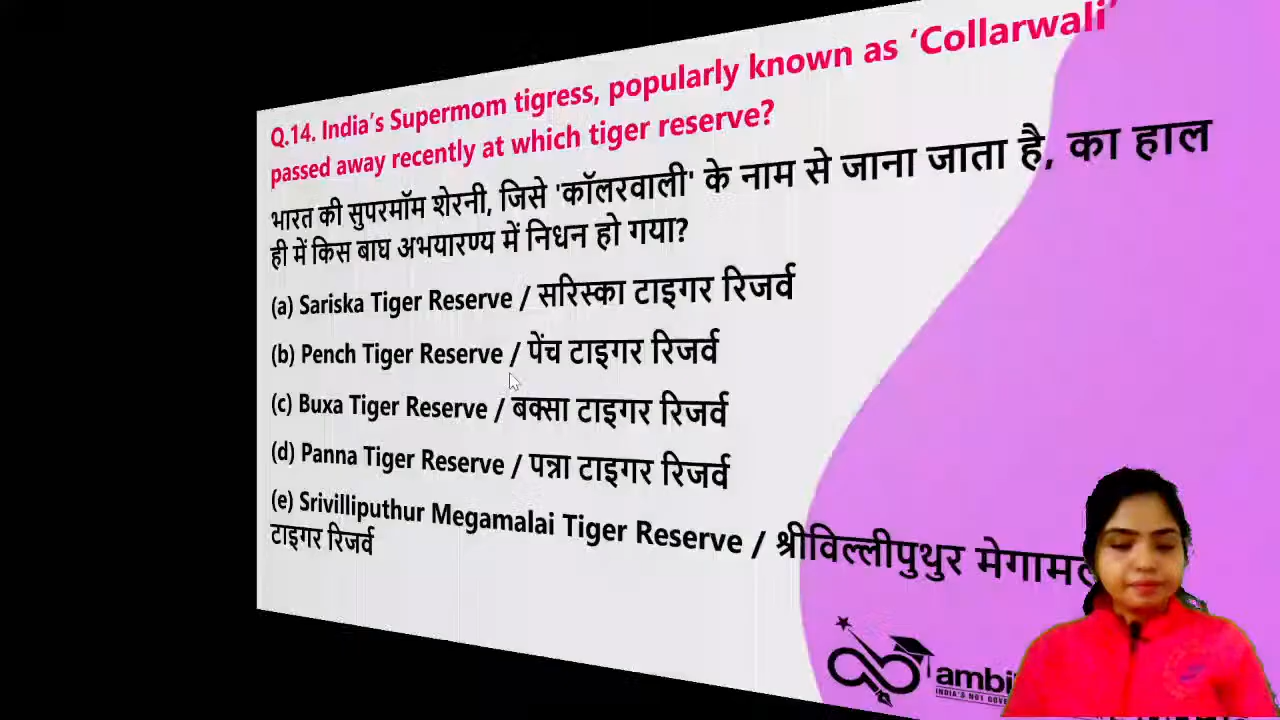 Q.14. India's Supermom tigress, popularly known as 'Collarwali'
passed away recently at which tiger reserve?
भारत की सुपरमॉम शेरनी, जिसे 'कॉलरवाली' के नाम से जाना जाता है, का हाल
ही में किस बाघ अभयारण्य में निधन हो गया?
(a) Sariska Tiger Reserve / सरिस्का टाइगर रिजर्व
(b) Pench Tiger Reserve / पेंच टाइगर रिजर्व
(c) Buxa Tiger Reserve / बक्सा टाइगर रिजर्व
(d) Panna Tiger Reserve / पन्ना टाइगर रिजर्व
(e) Srivilliputhur Megamalai Tiger Reserve / श्रीविल्लीपुथुर
टाइगर रिजर्व
INDIA'S NOT